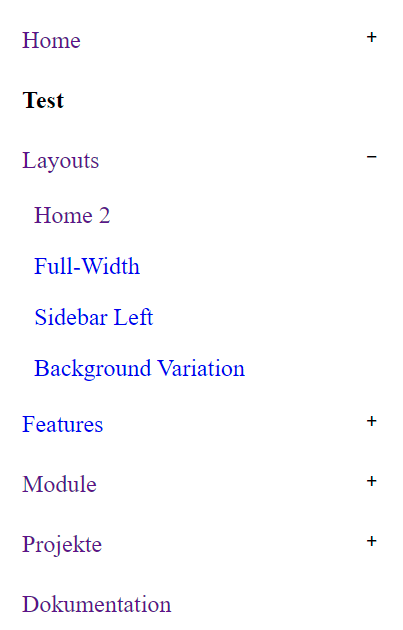 Home +
Test
Layouts −
Home 2
Full-Width
Sidebar Left
Background Variation
Features +
Module +
Projekte +
Dokumentation